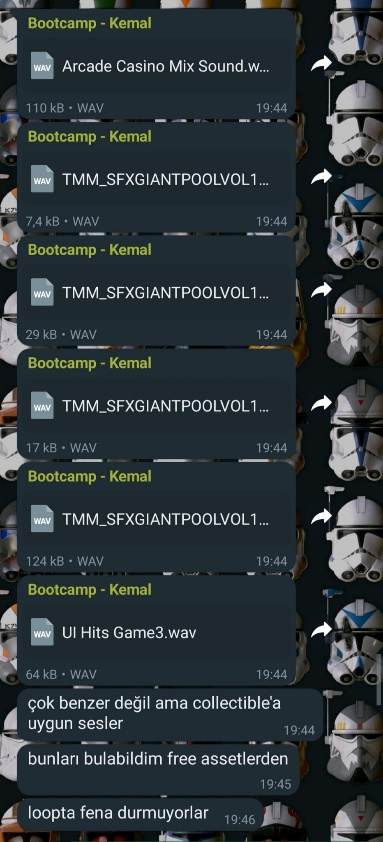 Bootcamp - Kemal
WAV
Arcade Casino Mix Sound.w...
110 kB • WAV
19:44
Bootcamp - Kemal
WAV
TMM_SFXGIANTPOOLVOL1...
7,4 kB • WAV
19:44
Bootcamp - Kemal
WAV
TMM_SFXGIANTPOOLVOL1...
29 kB • WAV
19:44
Bootcamp - Kemal
WAV
TMM_SFXGIANTPOOLVOL1...
17 kB • WAV
19:44
Bootcamp - Kemal
WAV
TMM_SFXGIANTPOOLVOL1...
124 kB • WAV
19:44
Bootcamp - Kemal
WAV
UI Hits Game3.wav
64 kB • WAV
19:44
çok benzer değil ama collectible'a
uygun sesler
19:44
bunları bulabildim free assetlerden
19:45
loopta fena durmuyorlar
19:46